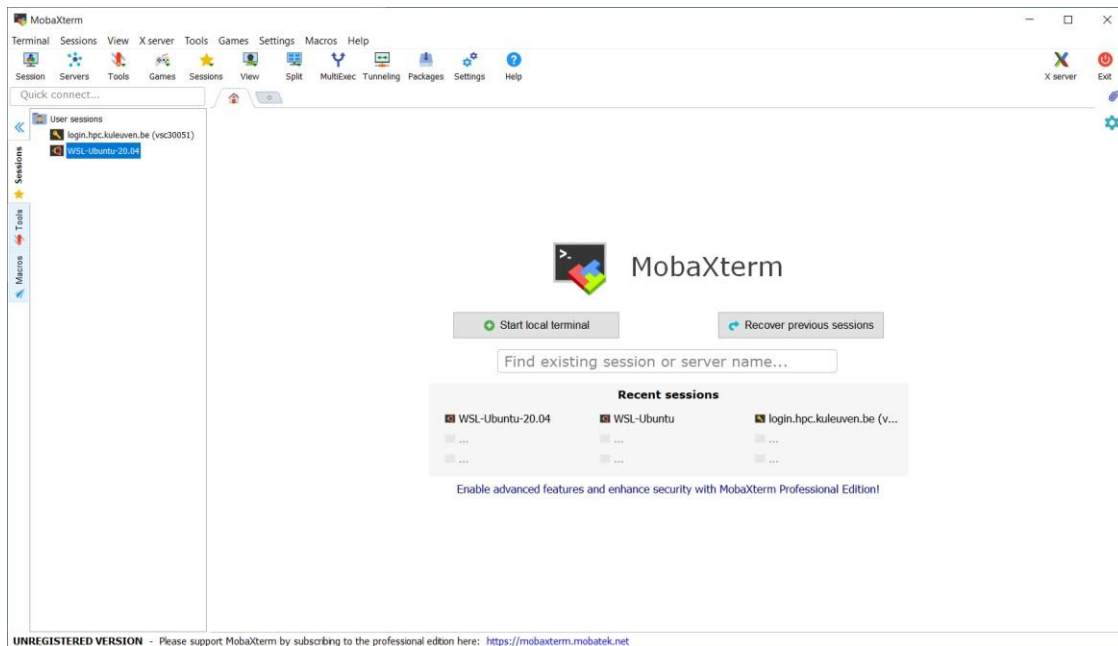 MobaXterm
Terminal Sessions View X server Tools Games Settings Macros Help
Session Servers Tools Games Sessions View Split MultiExec Tunneling Packages Settings Help X server Exit
Quick connect...
User sessions
login.hpc.kuleuven.be (vsc30051)
WSL-Ubuntu-20.04
Sessions
Tools
Macros
>_
MobaXterm
Start local terminal Recover previous sessions
Find existing session or server name...
Recent sessions
WSL-Ubuntu-20.04 WSL-Ubuntu login.hpc.kuleuven.be (v...
... ... ...
... ... ...
Enable advanced features and enhance security with MobaXterm Professional Edition!
UNREGISTERED VERSION - Please support MobaXterm by subscribing to the professional edition here: https://mobaxterm.mobatek.net